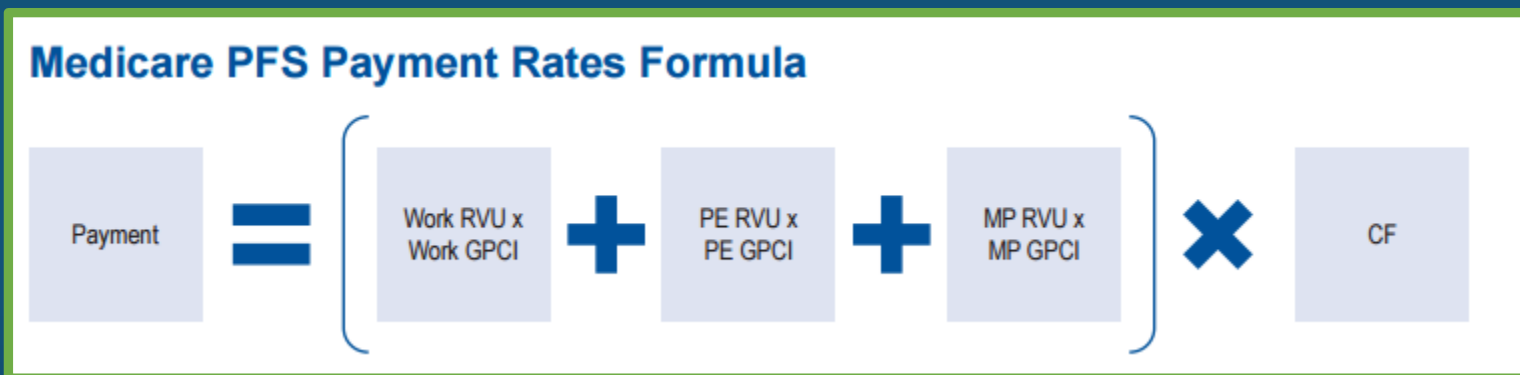 Medicare PFS Payment Rates Formula
Payment
Work RVU x
Work GPCI
PE RVU x
PE GPCI
MP RVU x
MP GPCI
CF